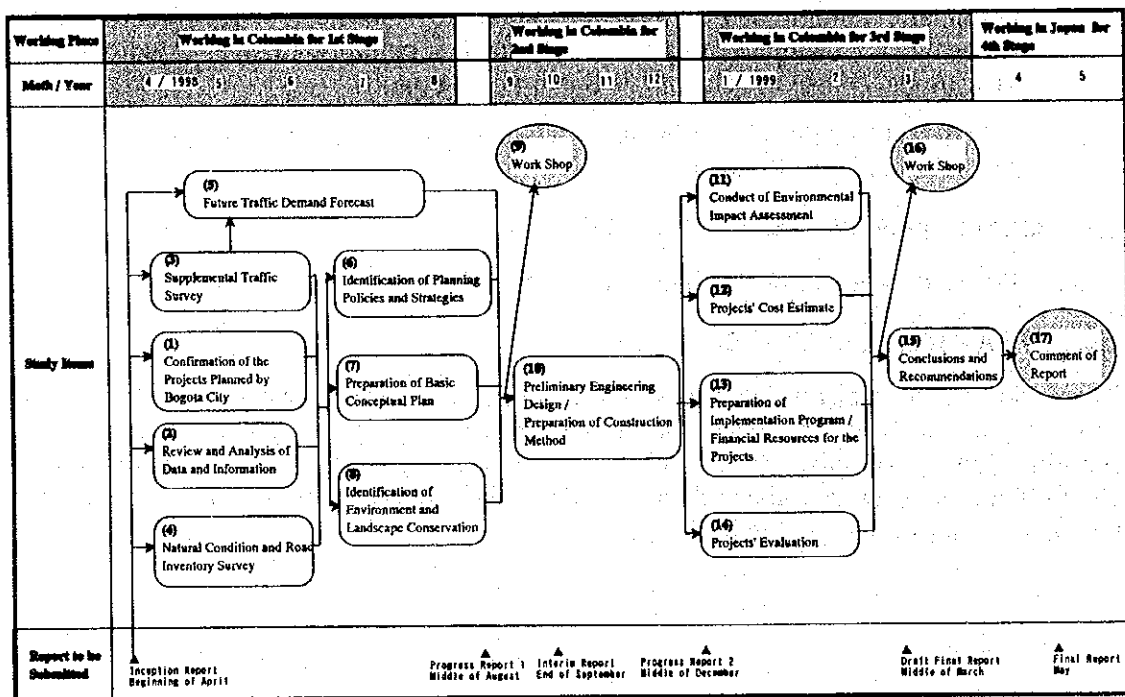 Working Place
Working in Colombia for 1st Stage
Working in Colombia for
2nd Stage
Working in Colombia for 3rd Stage
Working in Japan for
4th Stage
Moth / Year
4 / 1998 5 6 7 8
9 10 11 12
1 / 1999 2 3
4 5
Study Items
(9)
Work Shop
(16)
Work Shop
(5)
Future Traffic Demand Forecast
(11)
Conduct of Environmental
Impact Assessment
(3)
Supplemental Traffic
Survey
(6)
Identification of Planning
Policies and Strategies
(12)
Projects' Cost Estimate
(1)
Confirmation of the
Projects Planned by
Bogota City
(7)
Preparation of Basic
Conceptual Plan
(10)
Preliminary Engineering
Design /
Preparation of Construction
Method
(13)
Preparation of
Implementation Program /
Financial Resources for the
Projects
(15)
Conclusions and
Recommendations
(17)
Comment of
Report
(2)
Review and Analysis of
Data and Information
(8)
Identification of
Environment and
Landscape Conservation
(4)
Natural Condition and Road
Inventory Survey
(14)
Projects' Evaluation
Report to be
Submitted
Inception Report
Beginning of April
Progress Report 1
Middle of August
Interim Report
End of September
Progress Report 2
Middle of December
Draft Final Report
Middle of March
Final Report
May